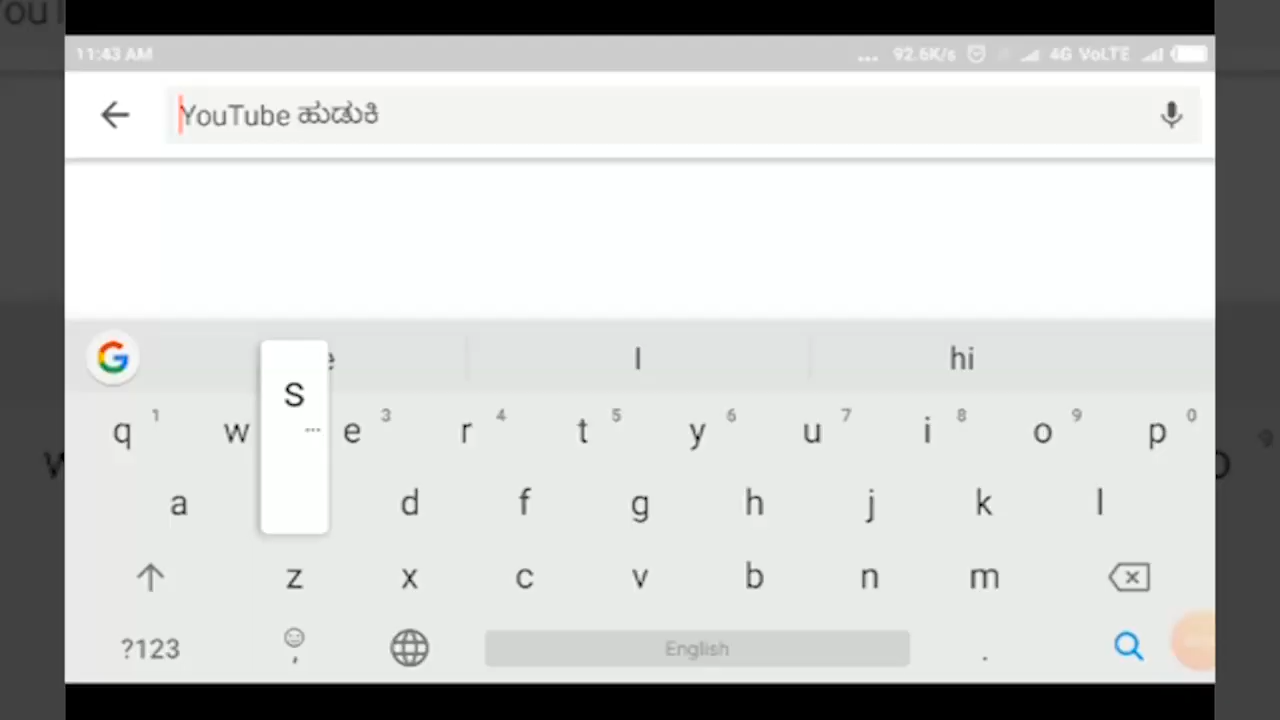 11:43 AM ... 92.6K/s 4G VoLTE
YouTube ಹುಡುಕಿ
I hi
S
q 1 w e 3 r 4 t 5 y 6 u 7 i 8 o 9 p 0
a d f g h j k l
z x c v b n m
?123 , English .